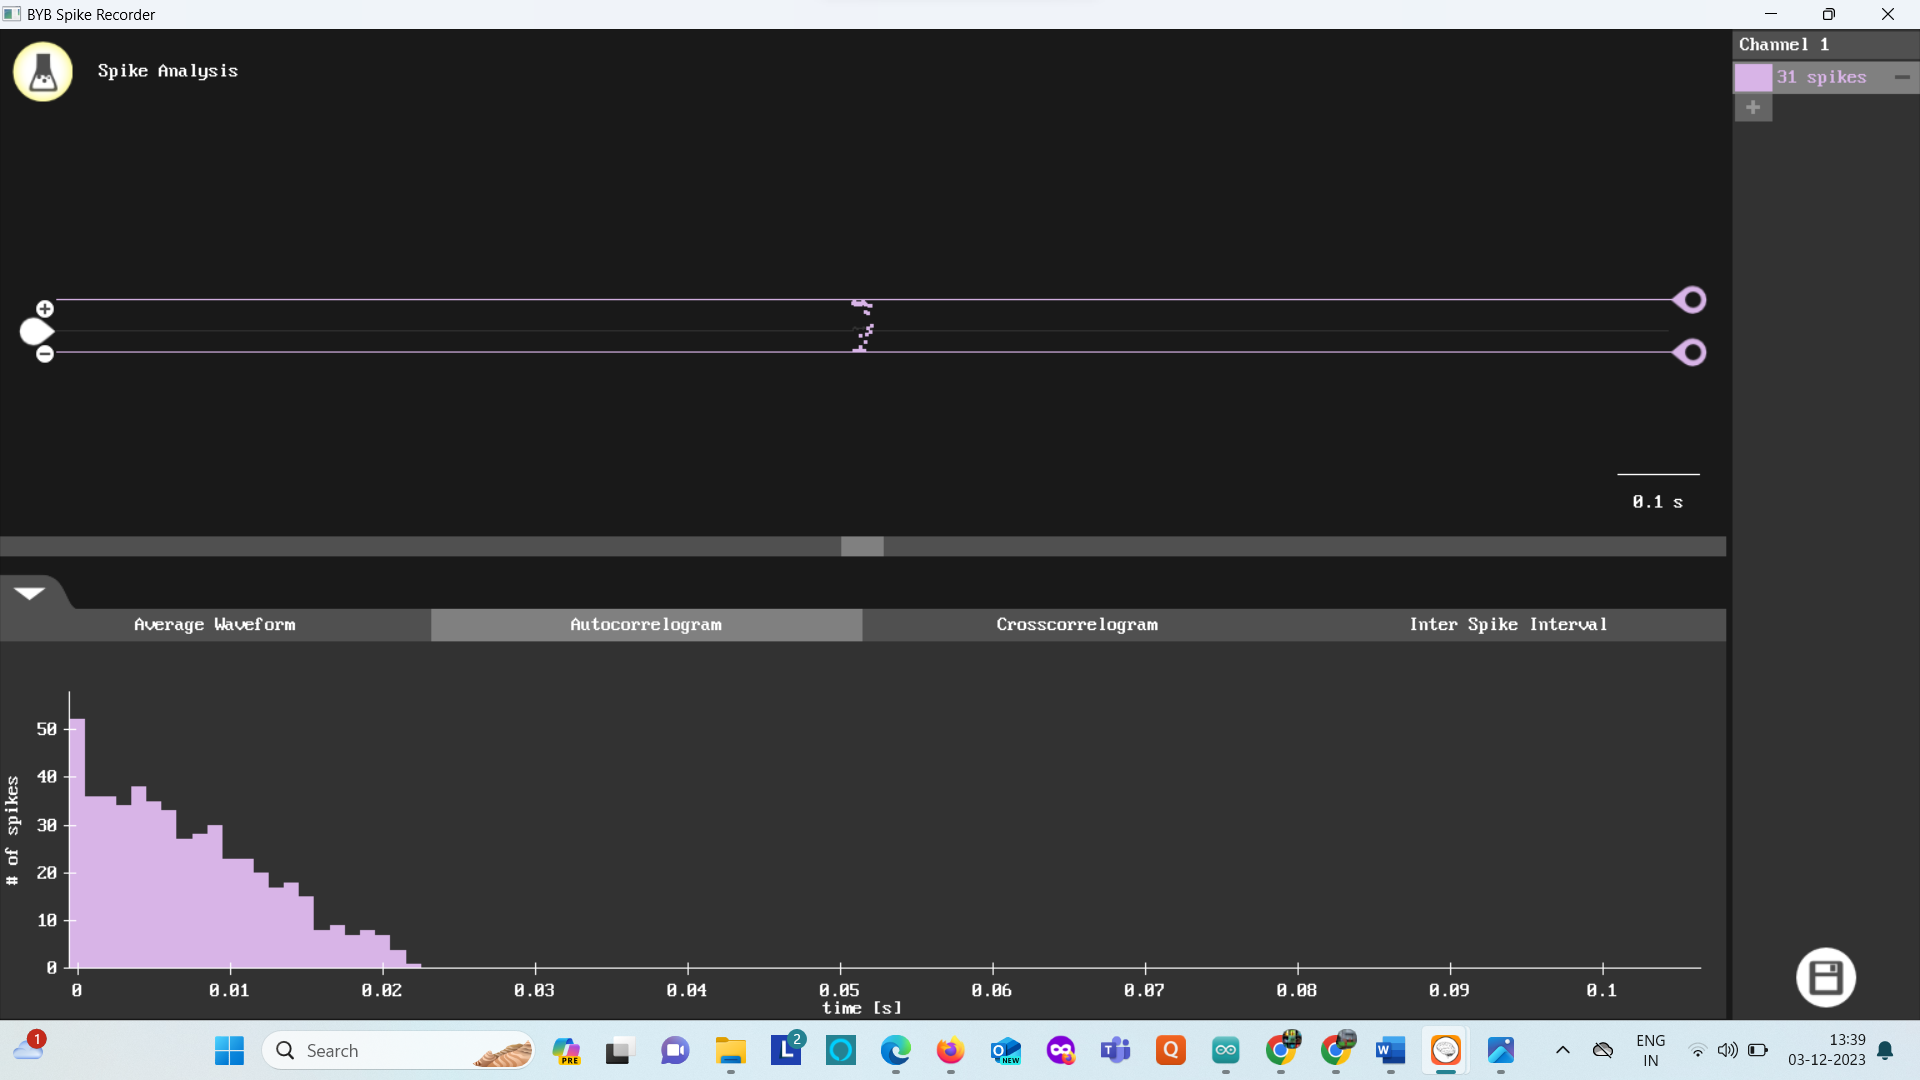 BYB Spike Recorder
Spike Analysis
Channel 1
31 spikes
0.1 s
Average Waveform
Autocorrelogram
Crosscorrelogram
Inter Spike Interval
# of spikes
50
40
30
20
10
0
0 0.01 0.02 0.03 0.04 0.05 0.06 0.07 0.08 0.09 0.1
time [s]
1
Search
PRE
L
2
NEW
Q
W
ENG
IN
13:39
03-12-2023